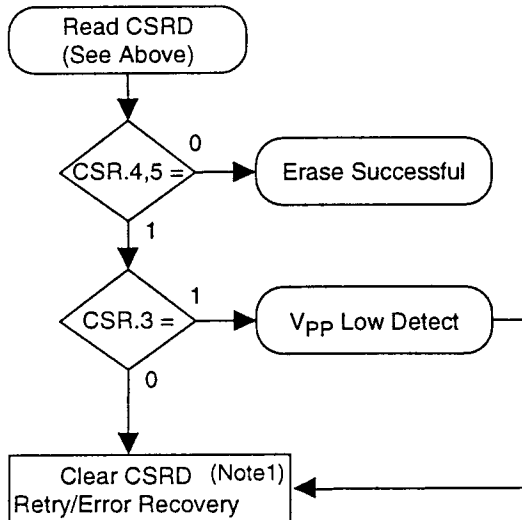 Read CSRD
(See Above)
0
CSR.4,5 =
Erase Successful
1
1
CSR.3 =
VPP Low Detect
0
Clear CSRD (Note1)
Retry/Error Recovery